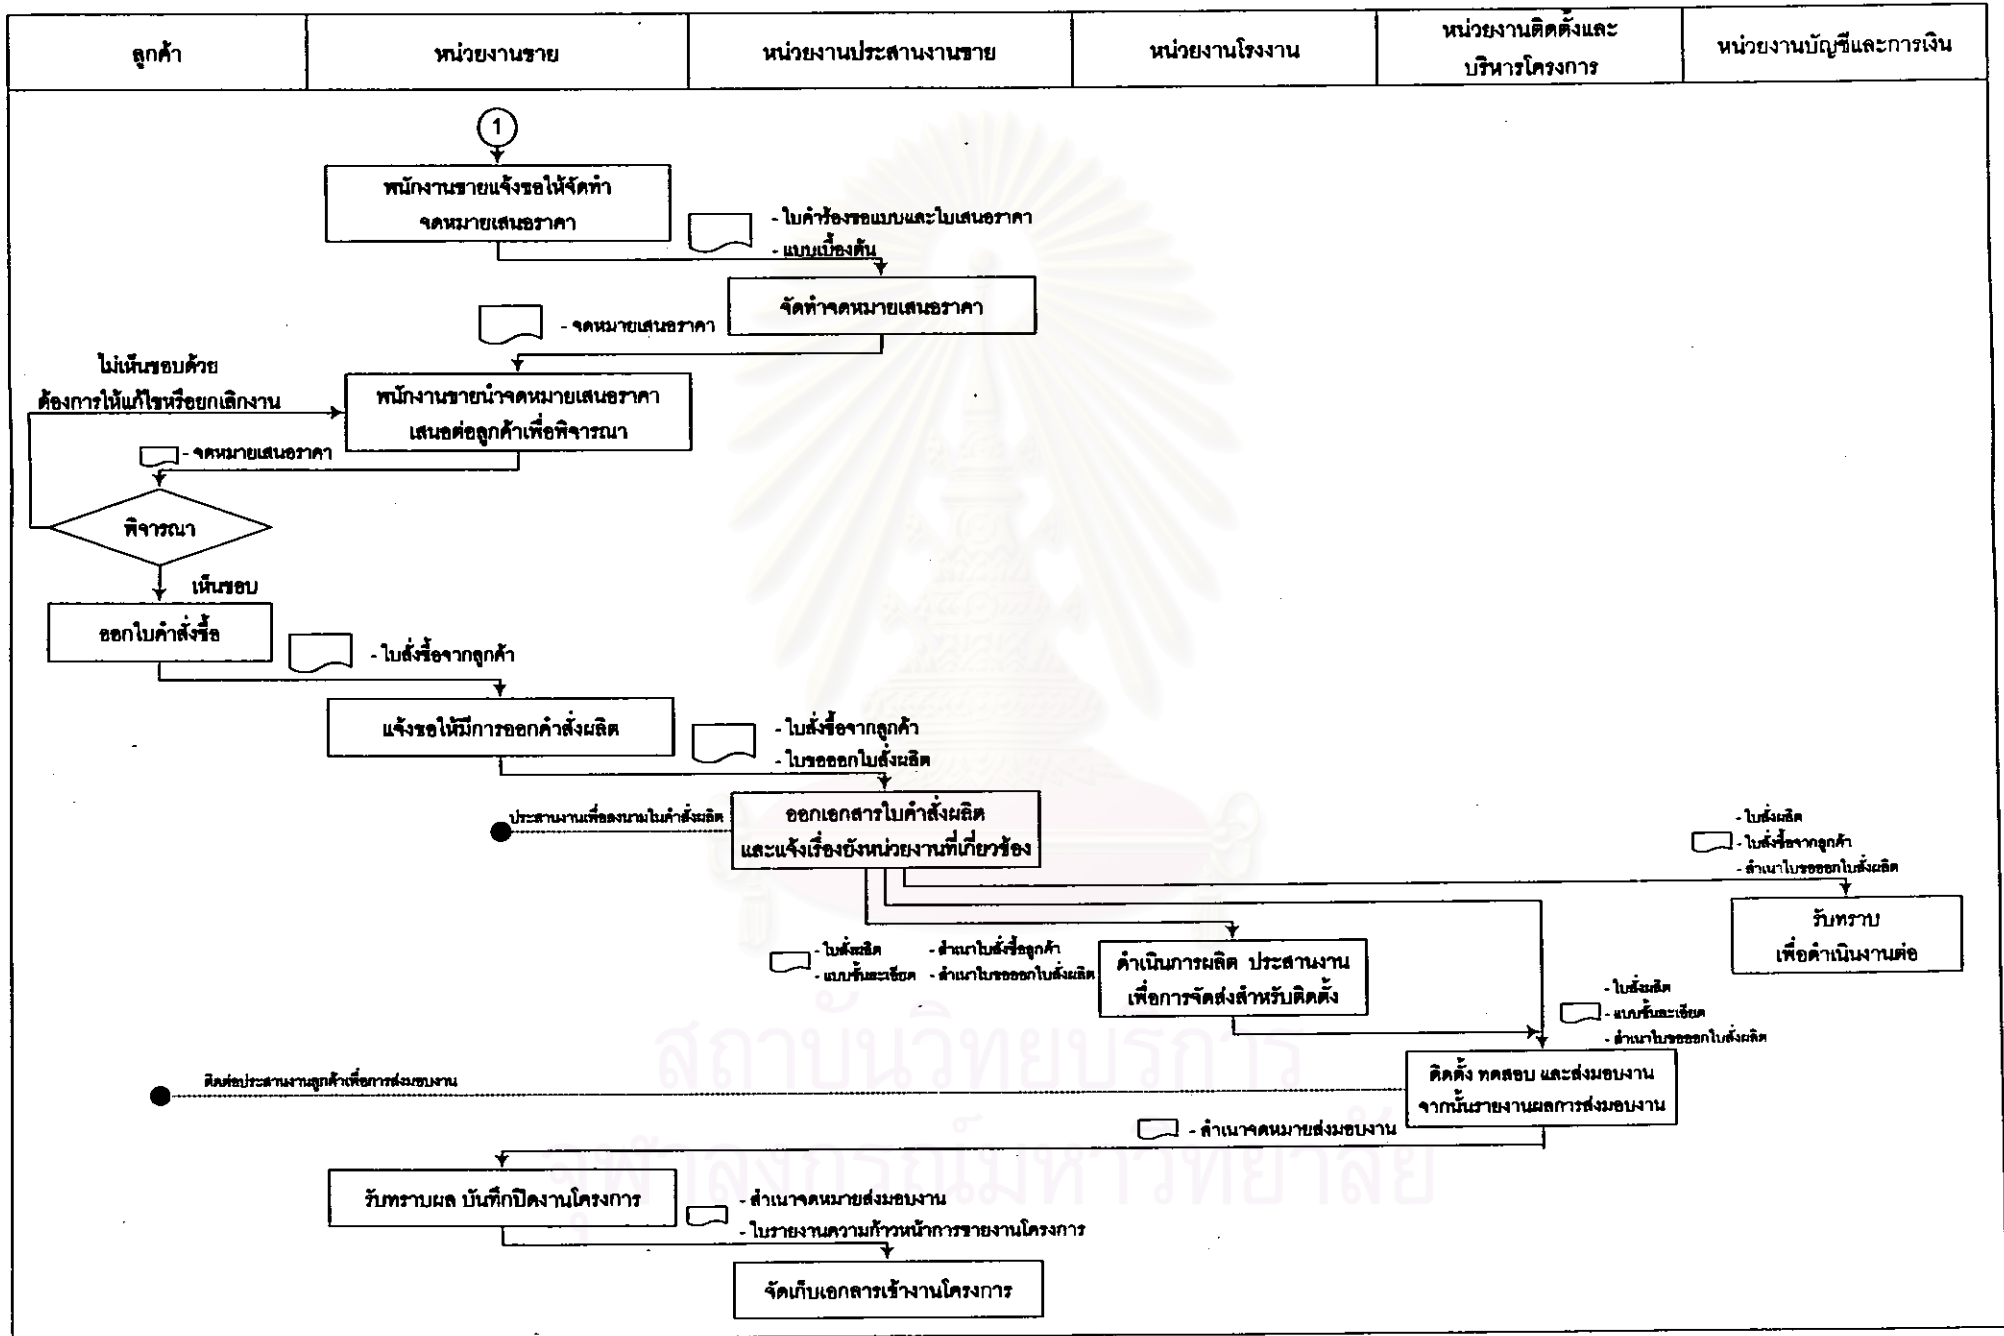 ลูกค้า
หน่วยงานขาย
หน่วยงานประสานงานขาย
หน่วยงานโรงงาน
หน่วยงานติดตั้งและ
บริหารโครงการ
หน่วยงานบัญชีและการเงิน
1
พนักงานขายแจ้งขอให้จัดทำ
จดหมายเสนอราคา
- ใบคำร้องขอแบบและใบเสนอราคา
- แบบเบื้องต้น
จัดทำจดหมายเสนอราคา
- จดหมายเสนอราคา
ไม่เห็นชอบด้วย
ต้องการให้แก้ไขหรือยกเลิกงาน
พนักงานขายนำจดหมายเสนอราคา
เสนอต่อลูกค้าเพื่อพิจารณา
- จดหมายเสนอราคา
พิจารณา
เห็นชอบ
ออกใบคำสั่งซื้อ
- ใบสั่งซื้อจากลูกค้า
แจ้งขอให้มีการออกคำสั่งผลิต
- ใบสั่งซื้อจากลูกค้า
- ใบขอออกใบสั่งผลิต
ประสานงานเพื่อลงนามใบคำสั่งผลิต
ออกเอกสารใบคำสั่งผลิต
และแจ้งเรื่องยังหน่วยงานที่เกี่ยวข้อง
- ใบสั่งผลิต
- ใบสั่งซื้อจากลูกค้า
- สำเนาใบขอออกใบสั่งผลิต
รับทราบ
เพื่อดำเนินงานต่อ
- ใบสั่งผลิต - สำเนาใบสั่งซื้อลูกค้า
- แบบขั้นละเอียด - สำเนาใบขอออกใบสั่งผลิต
ดำเนินการผลิต ประสานงาน
เพื่อการจัดส่งสำหรับติดตั้ง
- ใบสั่งผลิต
- แบบขั้นละเอียด
- สำเนาใบขอออกใบสั่งผลิต
ติดต่อประสานงานลูกค้าเพื่อการส่งมอบงาน
ติดตั้ง ทดสอบ และส่งมอบงาน
จากนั้นรายงานผลการส่งมอบงาน
- สำเนาจดหมายส่งมอบงาน
รับทราบผล บันทึกปิดงานโครงการ
- สำเนาจดหมายส่งมอบงาน
- ใบรายงานความก้าวหน้าการขายงานโครงการ
จัดเก็บเอกสารเข้างานโครงการ
สถาบันวิทยบริการ
จุฬาลงกรณ์มหาวิทยาลัย